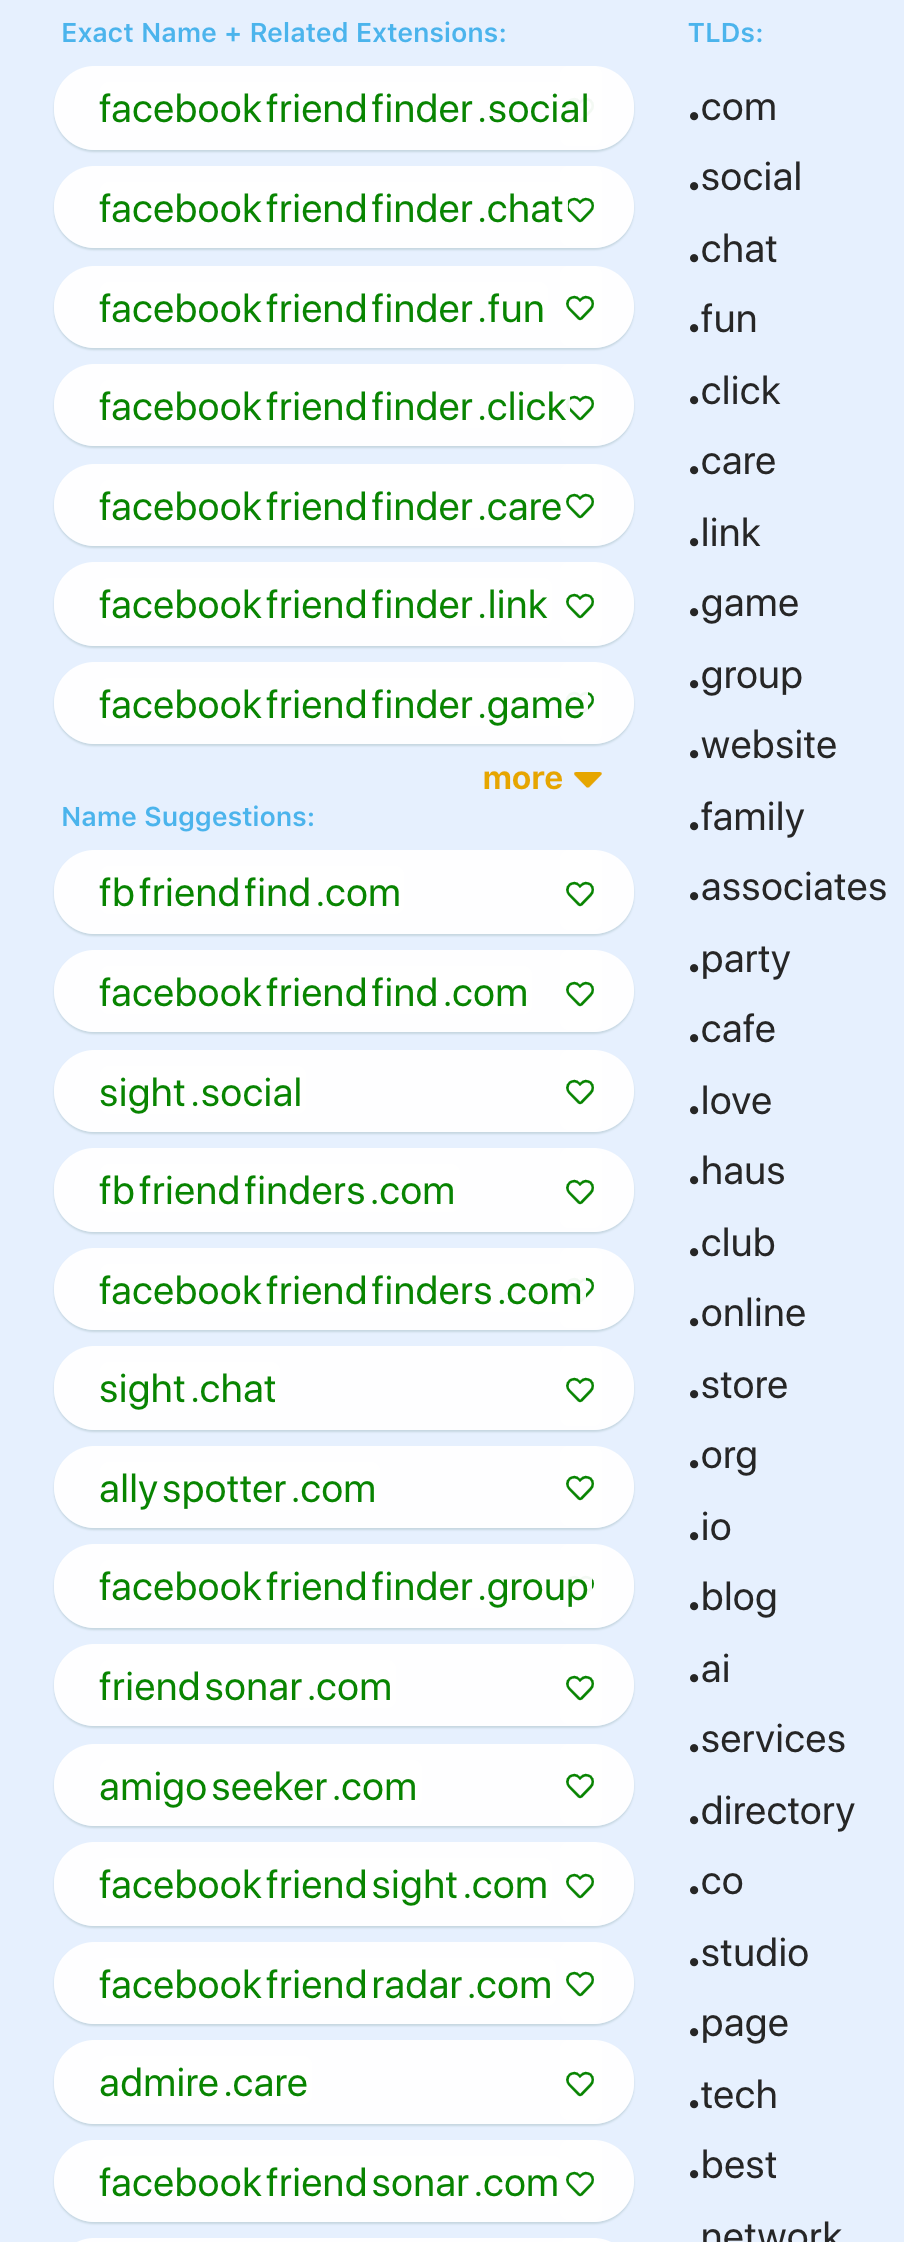 Exact Name + Related Extensions:
facebookfriendfinder.social
facebookfriendfinder.chat
facebookfriendfinder.fun
facebookfriendfinder.click
facebookfriendfinder.care
facebookfriendfinder.link
facebookfriendfinder.game
more
Name Suggestions:
fbfriendfind.com
facebookfriendfind.com
sight.social
fbfriendfinders.com
facebookfriendfinders.com
sight.chat
allyspotter.com
facebookfriendfinder.group
friendsonar.com
amigoseeker.com
facebookfriendsight.com
facebookfriendradar.com
admire.care
facebookfriendsonar.com
TLDs:
.com
.social
.chat
.fun
.click
.care
.link
.game
.group
.website
.family
.associates
.party
.cafe
.love
.haus
.club
.online
.store
.org
.io
.blog
.ai
.services
.directory
.co
.studio
.page
.tech
.best
.network